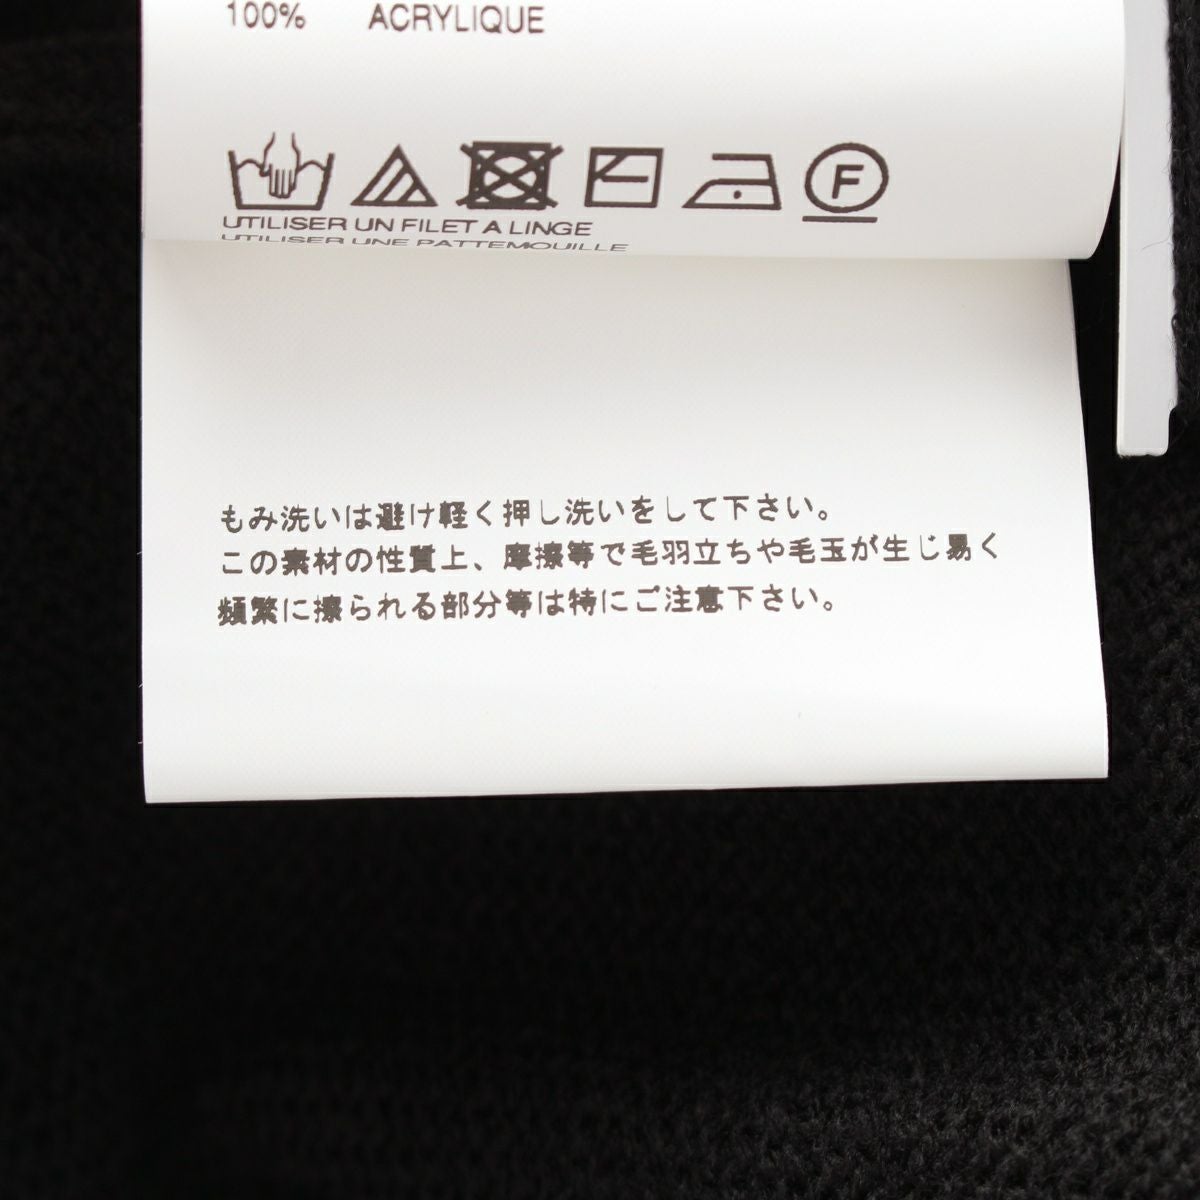 100% ACRYLIQUE
F
UTILISER UN FILET A LINGE
UTILISER UNE PATTEMOUILLE
もみ洗いは避け軽く押し洗いをして下さい。
この素材の性質上、摩擦等で毛羽立ちや毛玉が生じ易く
頻繁に擦られる部分等は特にご注意下さい。